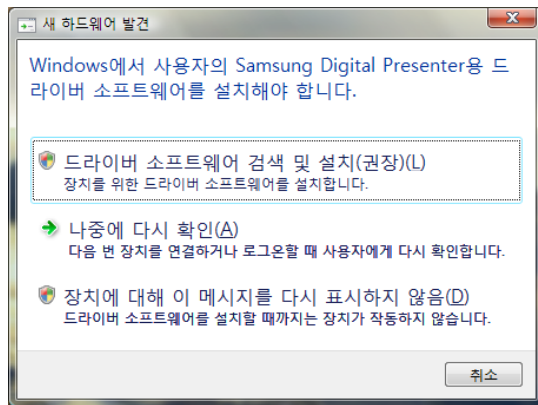 새 하드웨어 발견
Windows에서 사용자의 Samsung Digital Presenter용 드
라이버 소프트웨어를 설치해야 합니다.
드라이버 소프트웨어 검색 및 설치(권장)(L)
장치를 위한 드라이버 소프트웨어를 설치합니다.
나중에 다시 확인(A)
다음 번 장치를 연결하거나 로그온할 때 사용자에게 다시 확인합니다.
장치에 대해 이 메시지를 다시 표시하지 않음(D)
드라이버 소프트웨어를 설치할 때까지는 장치가 작동하지 않습니다.
취소